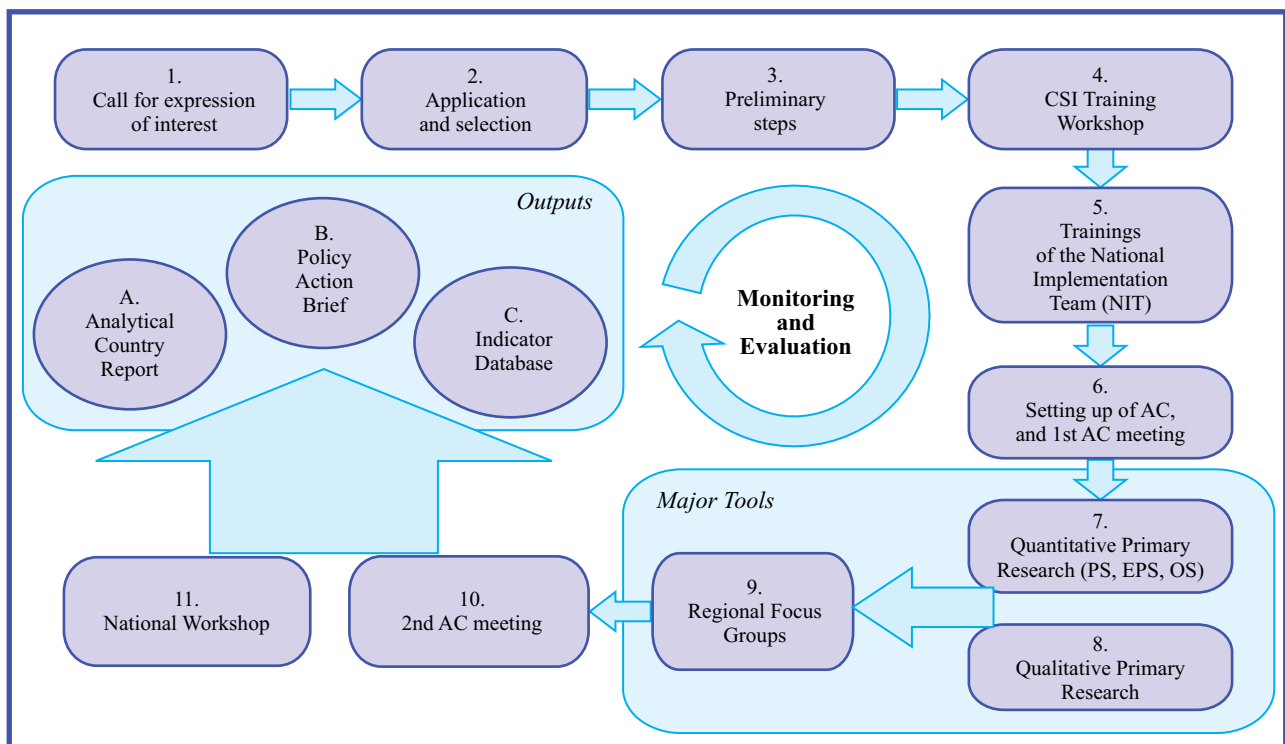 1.
Call for expression
of interest
2.
Application
and selection
3.
Preliminary
steps
4.
CSI Training
Workshop
5.
Trainings
of the National
Implementation
Team (NIT)
6.
Setting up of AC,
and 1st AC meeting
Major Tools
7.
Quantitative Primary
Research (PS, EPS, OS)
8.
Qualitative Primary
Research
9.
Regional Focus
Groups
10.
2nd AC meeting
11.
National Workshop
Outputs
A.
Analytical
Country
Report
B.
Policy
Action
Brief
C.
Indicator
Database
Monitoring
and
Evaluation